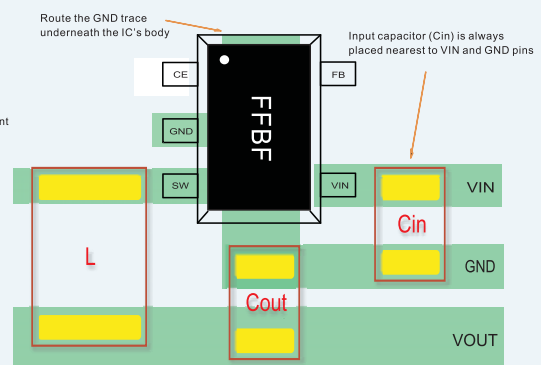 Route the GND trace
underneath the IC's body
Input capacitor (Cin) is always
placed nearest to VIN and GND pins
CE
FB
nt
GND
FFBF
SW
VIN
VIN
Cin
L
GND
Cout
VOUT